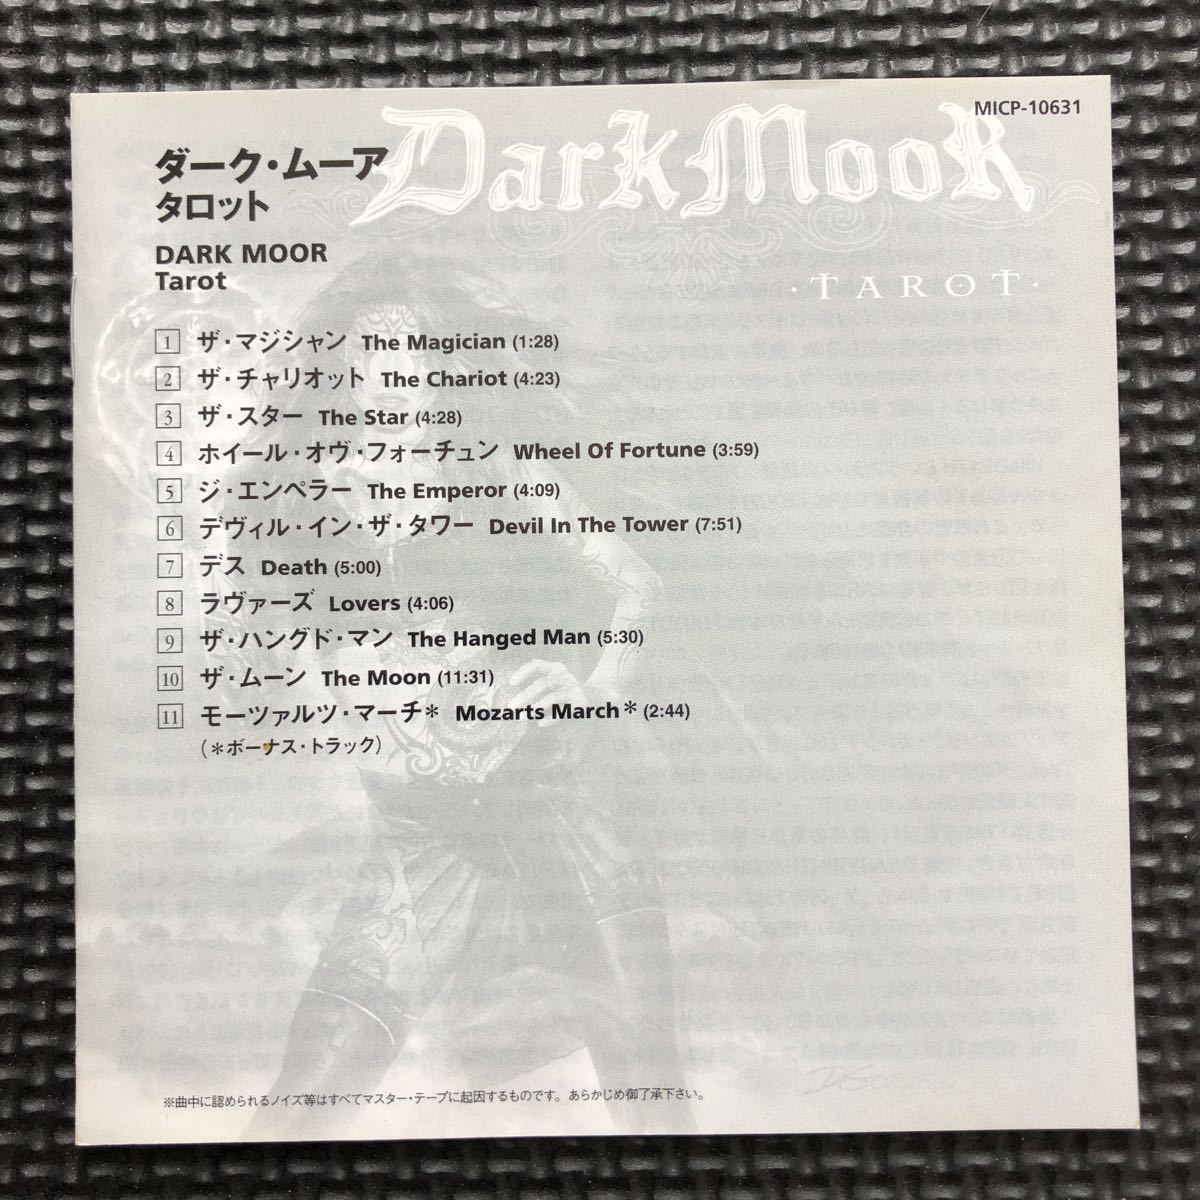 MICP-10631
Dark MooR
· TAROT ·
ダーク・ムーア
タロット
DARK MOOR
Tarot
1 ザ・マジシャン The Magician (1:28)
2 ザ・チャリオット The Chariot (4:23)
3 ザ・スター The Star (4:28)
4 ホイール・オヴ・フォーチュン Wheel Of Fortune (3:59)
5 ジ・エンペラー The Emperor (4:09)
6 デヴィル・イン・ザ・タワー Devil In The Tower (7:51)
7 デス Death (5:00)
8 ラヴァーズ Lovers (4:06)
9 ザ・ハングド・マン The Hanged Man (5:30)
10 ザ・ムーン The Moon (11:31)
11 モーツァルツ・マーチ＊ Mozarts March＊ (2:44)
（＊ボーナス・トラック）
※曲中に認められるノイズ等はすべてマスター・テープに起因するものです。あらかじめ御了承下さい。